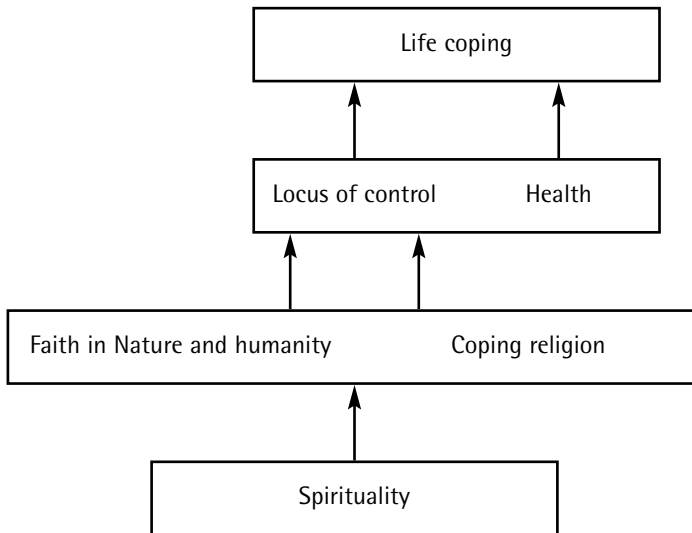 Life coping
Locus of control Health
Faith in Nature and humanity Coping religion
Spirituality